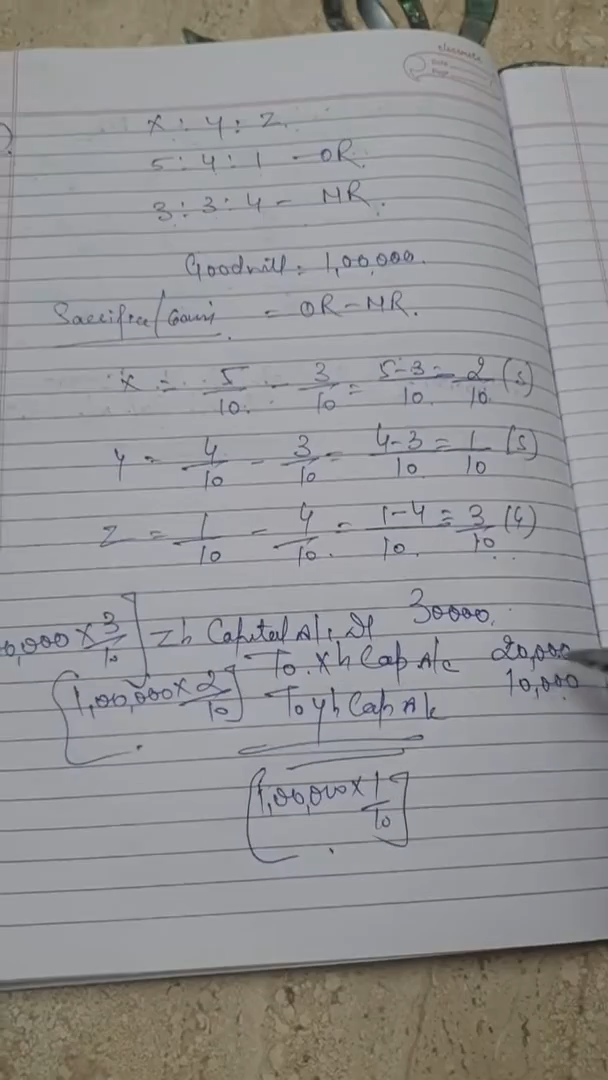 classmate
Date
Page
X : Y : Z
5 : 4 : 1 - OR.
3 : 3 : 4 - NR.
Goodwill = 1,00,000.
Sacrifice/Gain = OR - NR.
X = 5/10. - 3/10 = 5-3/10. = 2/10 (S)
Y = 4/10 - 3/10 = 4-3/10 = 1/10 (S)
Z = 1/10 - 4/10. = 1-4/10. = 3/10 (G)
0,000 x 3/10] Z's Capital A/c Dr 30000.
[1,00,000 x 2/10] To X's Cap A/c 20,000
To Y's Cap A/c 10,000
[1,00,000 x 1/10]